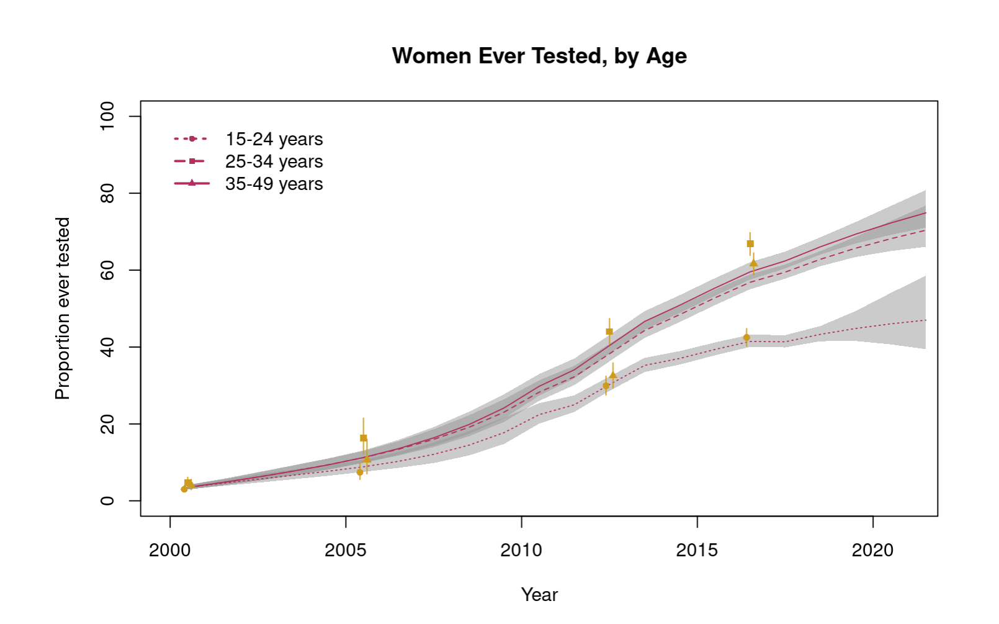 Women Ever Tested, by Age
15-24 years
25-34 years
35-49 years
Proportion ever tested
100
80
60
40
20
0
2000 2005 2010 2015 2020
Year